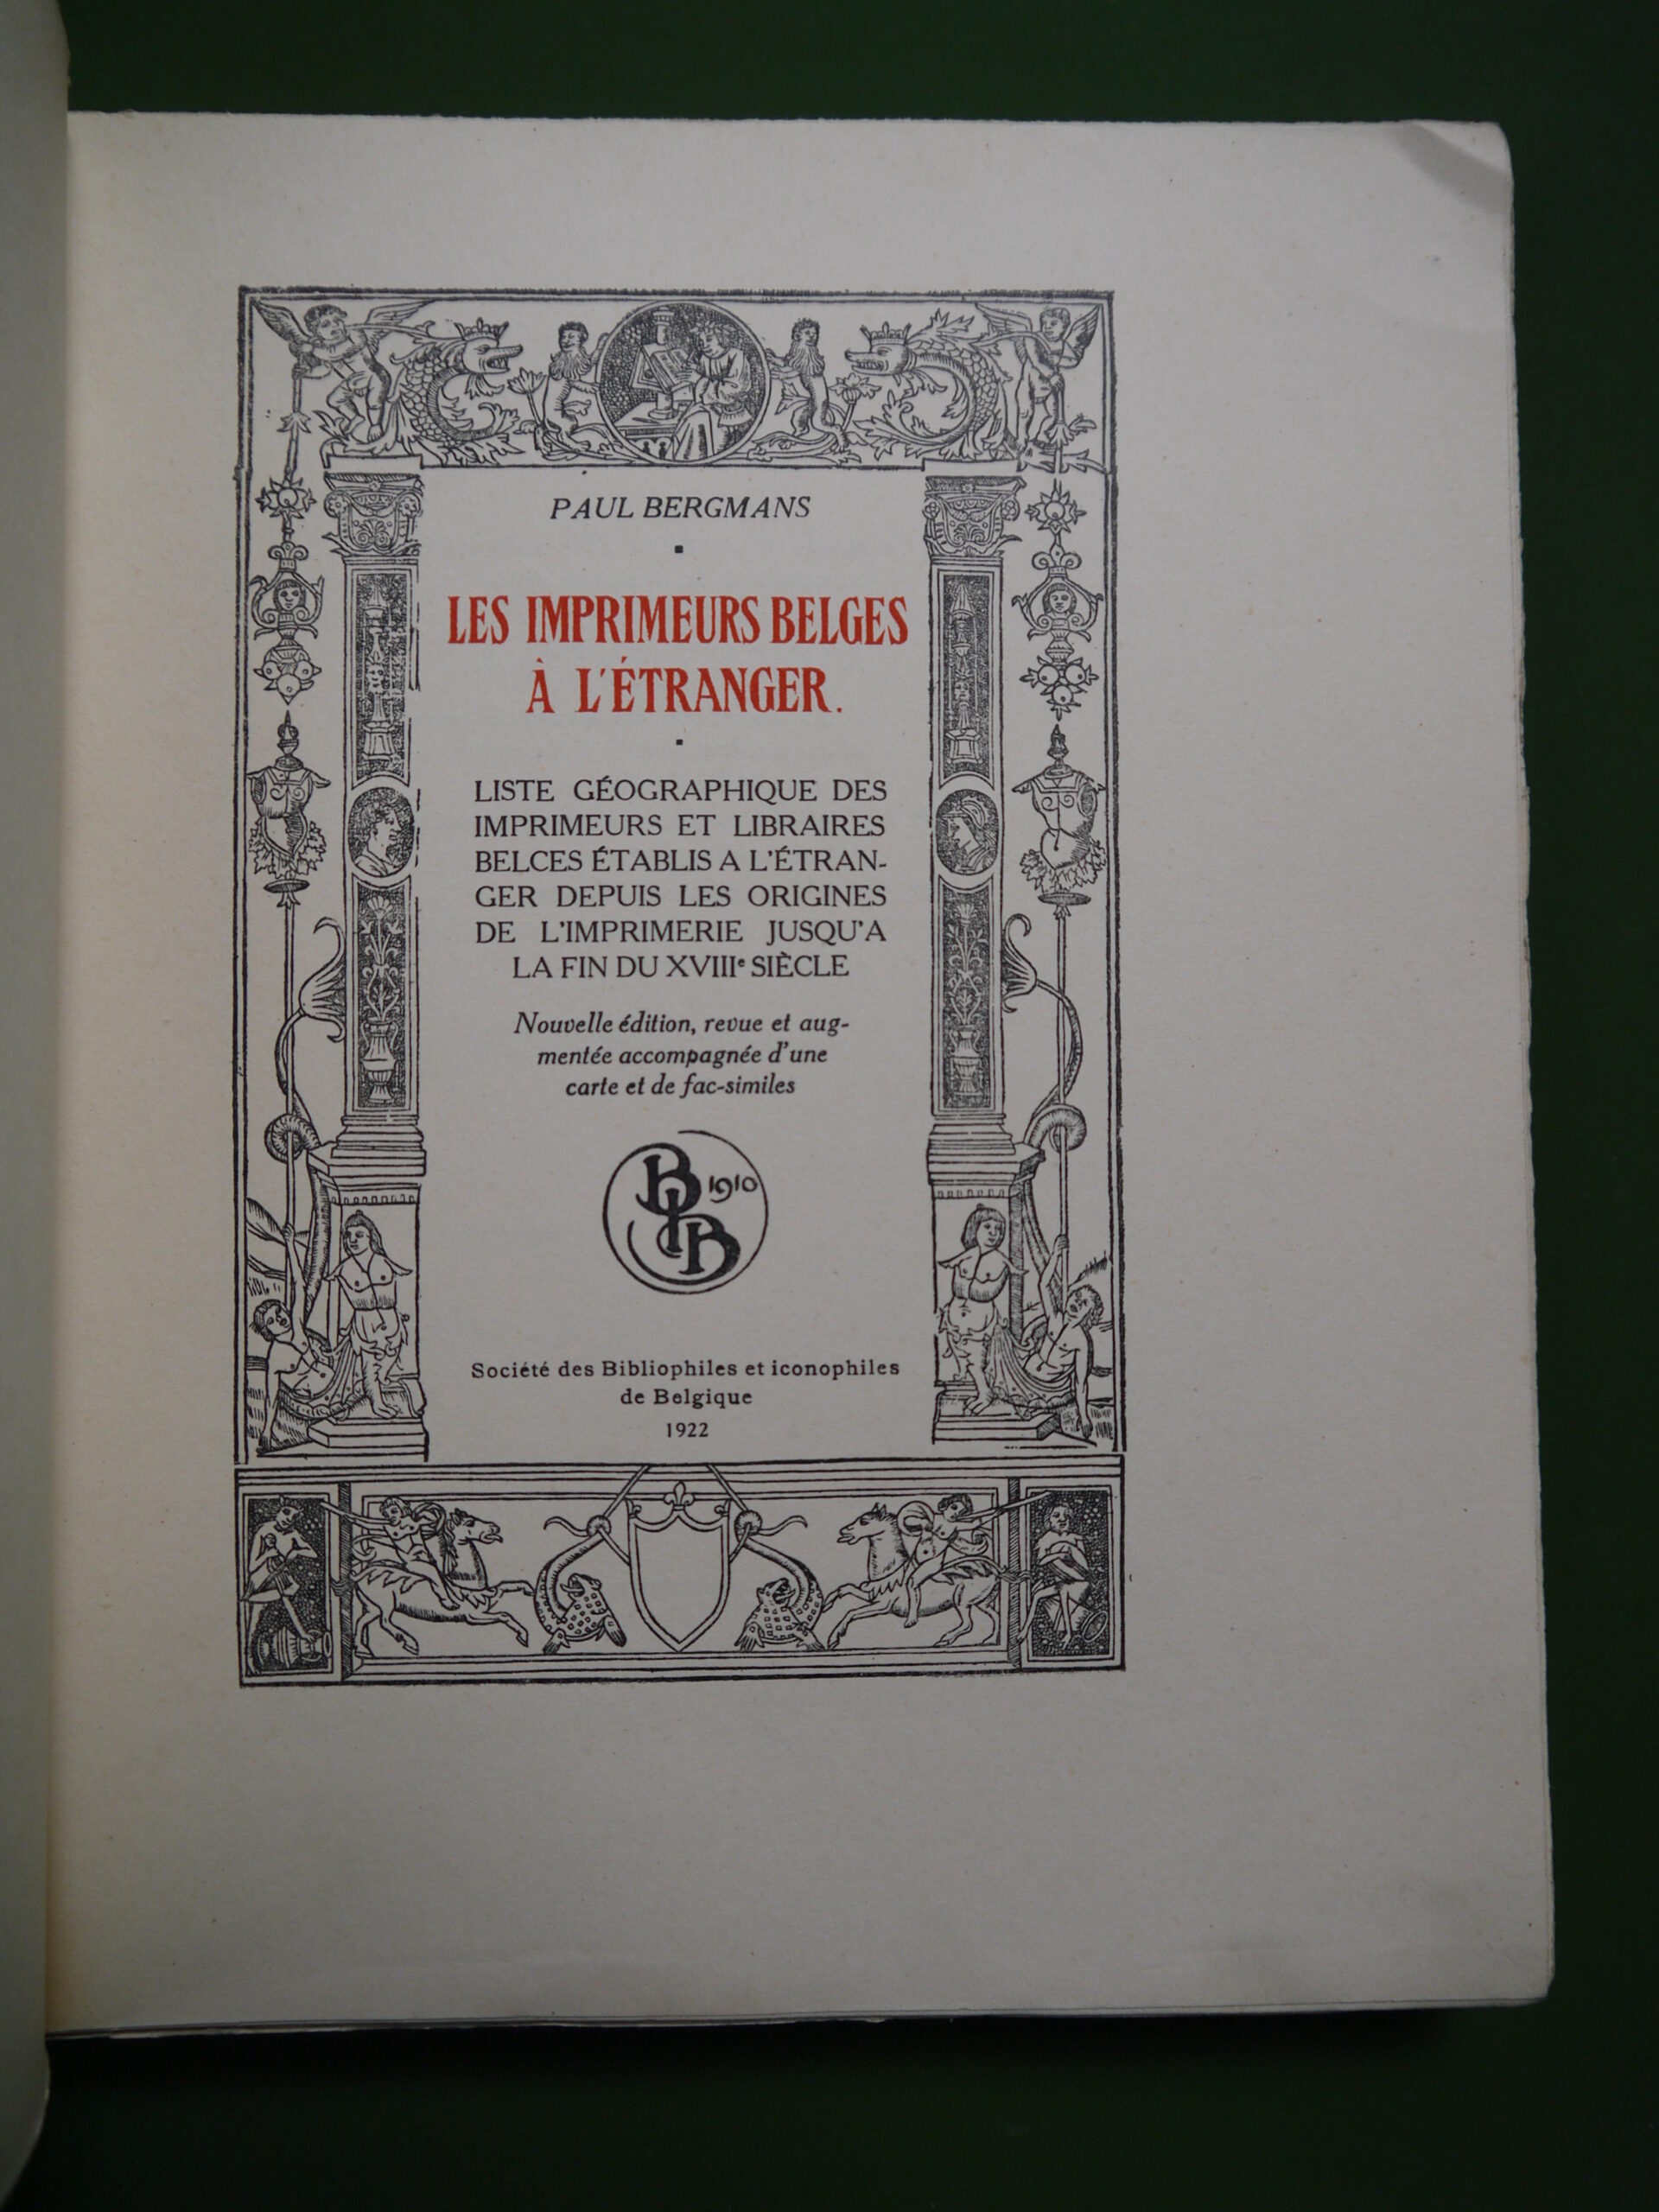 PAUL BERGMANS
LES IMPRIMEURS BELGES
À L'ÉTRANGER.
LISTE GÉOGRAPHIQUE DES
IMPRIMEURS ET LIBRAIRES
BELCES ÉTABLIS A L'ÉTRAN-
GER DEPUIS LES ORIGINES
DE L'IMPRIMERIE JUSQU'A
LA FIN DU XVIIIe SIÈCLE
Nouvelle édition, revue et aug-
mentée accompagnée d'une
carte et de fac-similes
BIB 1910
Société des Bibliophiles et iconophiles
de Belgique
1922